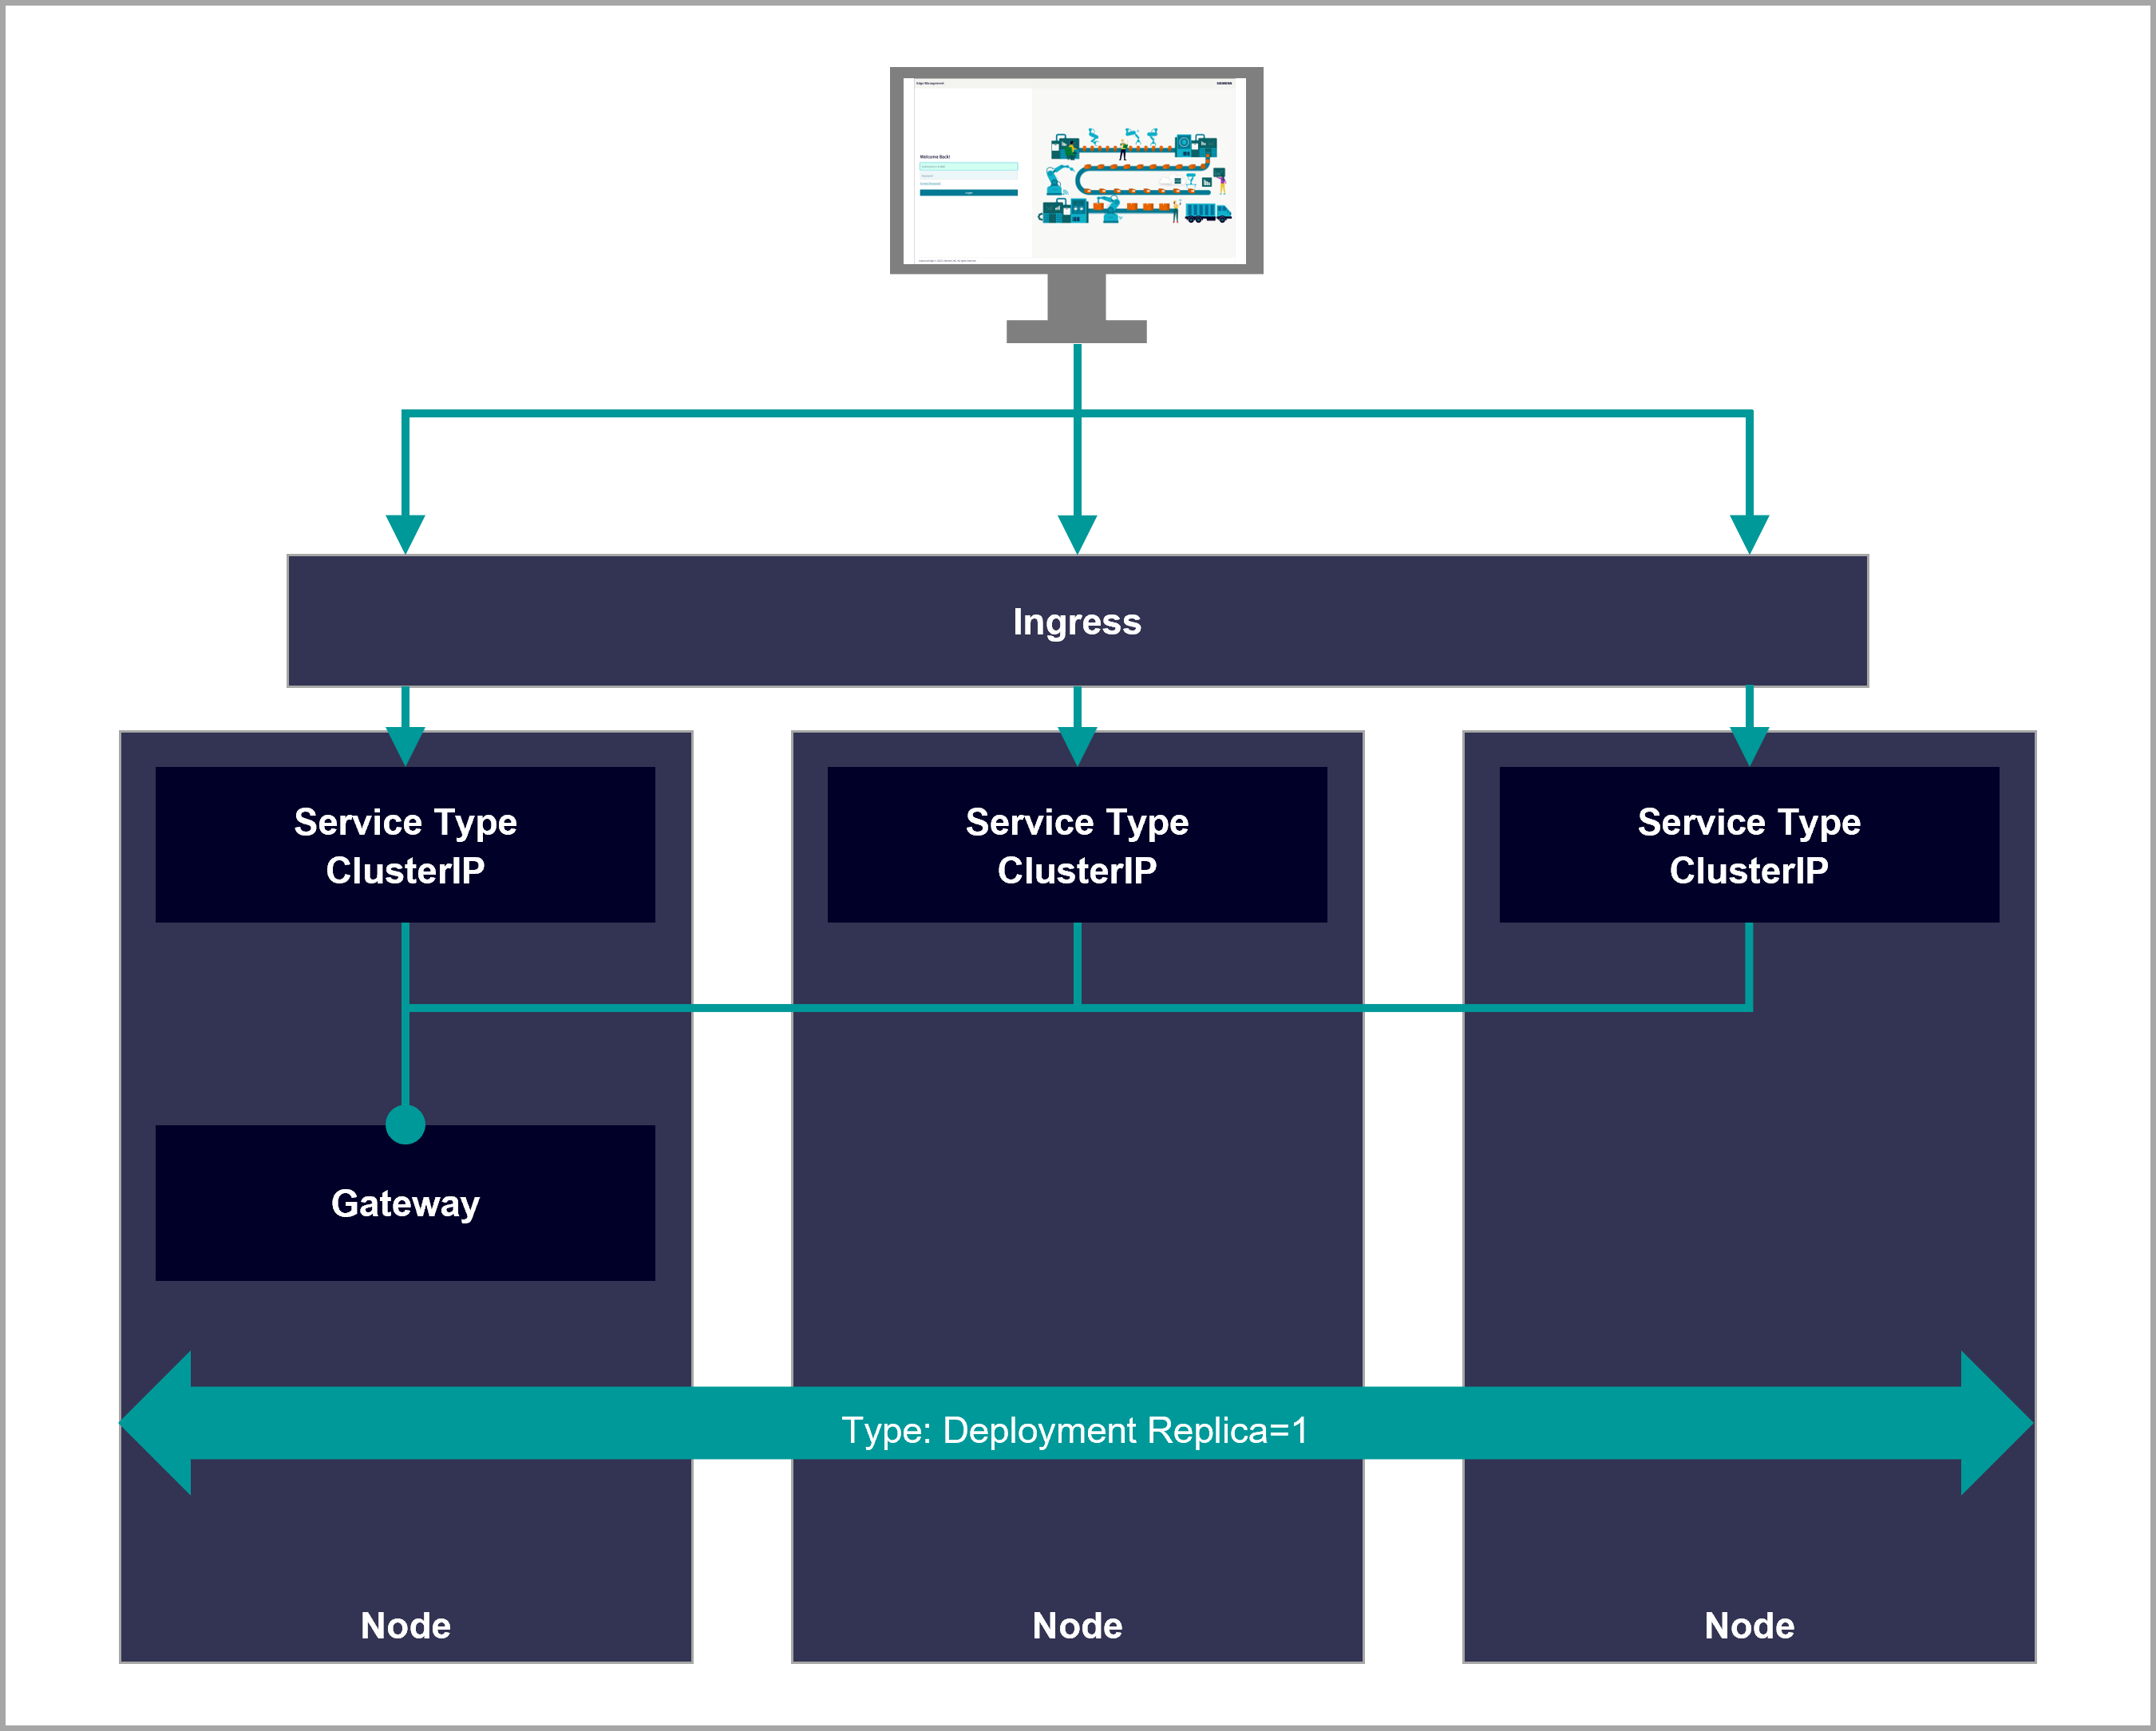 Edge Management
SIEMENS
Welcome Back!
Ingress
Service Type
ClusterIP
Service Type
ClusterIP
Service Type
ClusterIP
Gateway
Type: Deployment Replica=1
Node
Node
Node